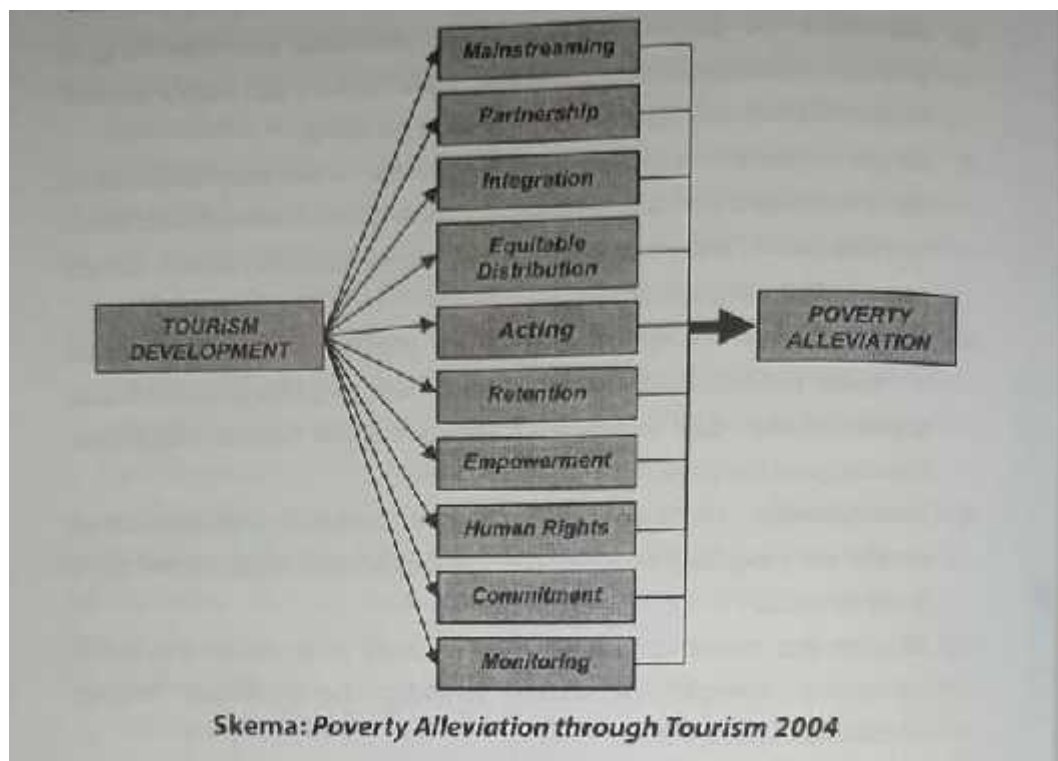 Mainstreaming
Partnership
Integration
Equitable
Distribution
TOURISM
DEVELOPMENT
Acting
POVERTY
ALLEVIATION
Retention
Empowerment
Human Rights
Commitment
Monitoring
Skema: Poverty Alleviation through Tourism 2004